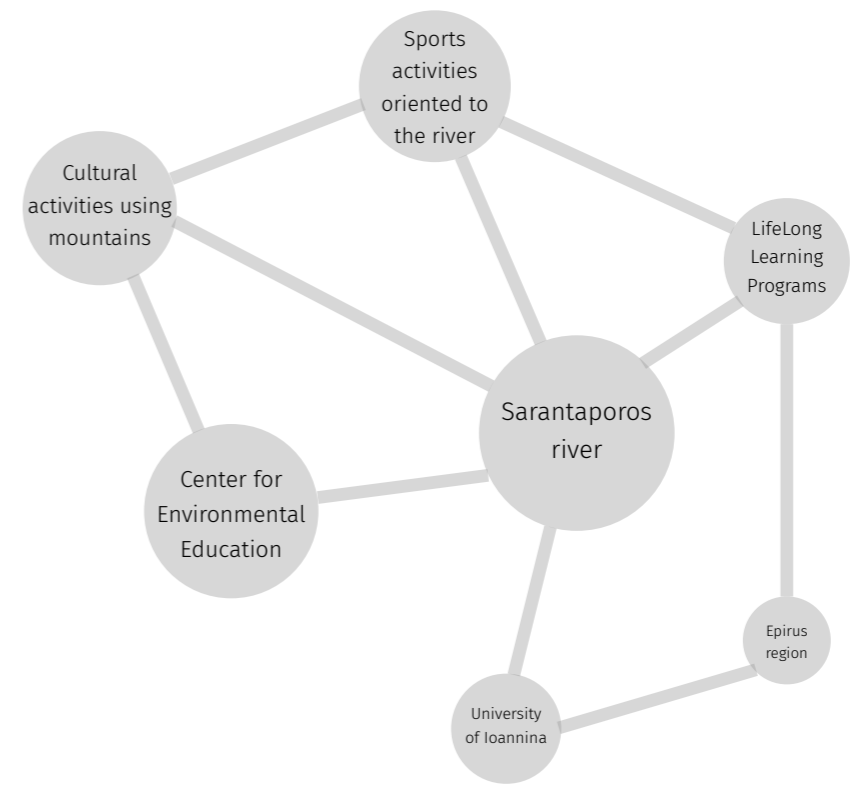 Sports
activities
oriented to
the river
Cultural
activities using
mountains
LifeLong
Learning
Programs
Sarantaporos
river
Center for
Environmental
Education
Epirus
region
University
of Ioannina